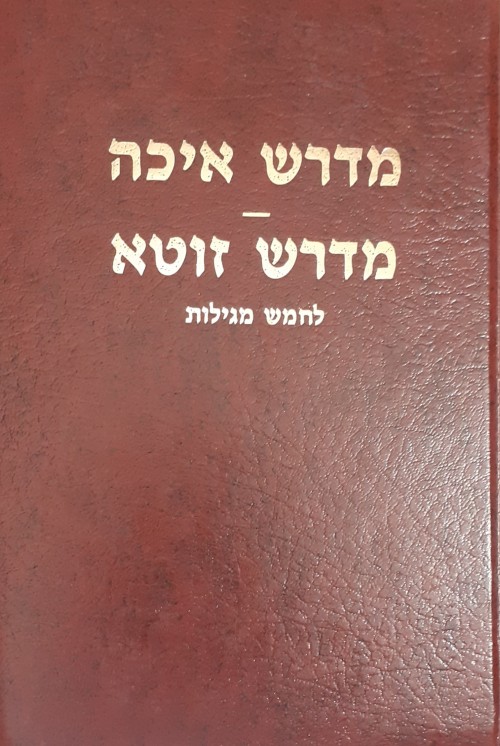 מדרש איכה
–
מדרש זוטא
לחמש מגילות